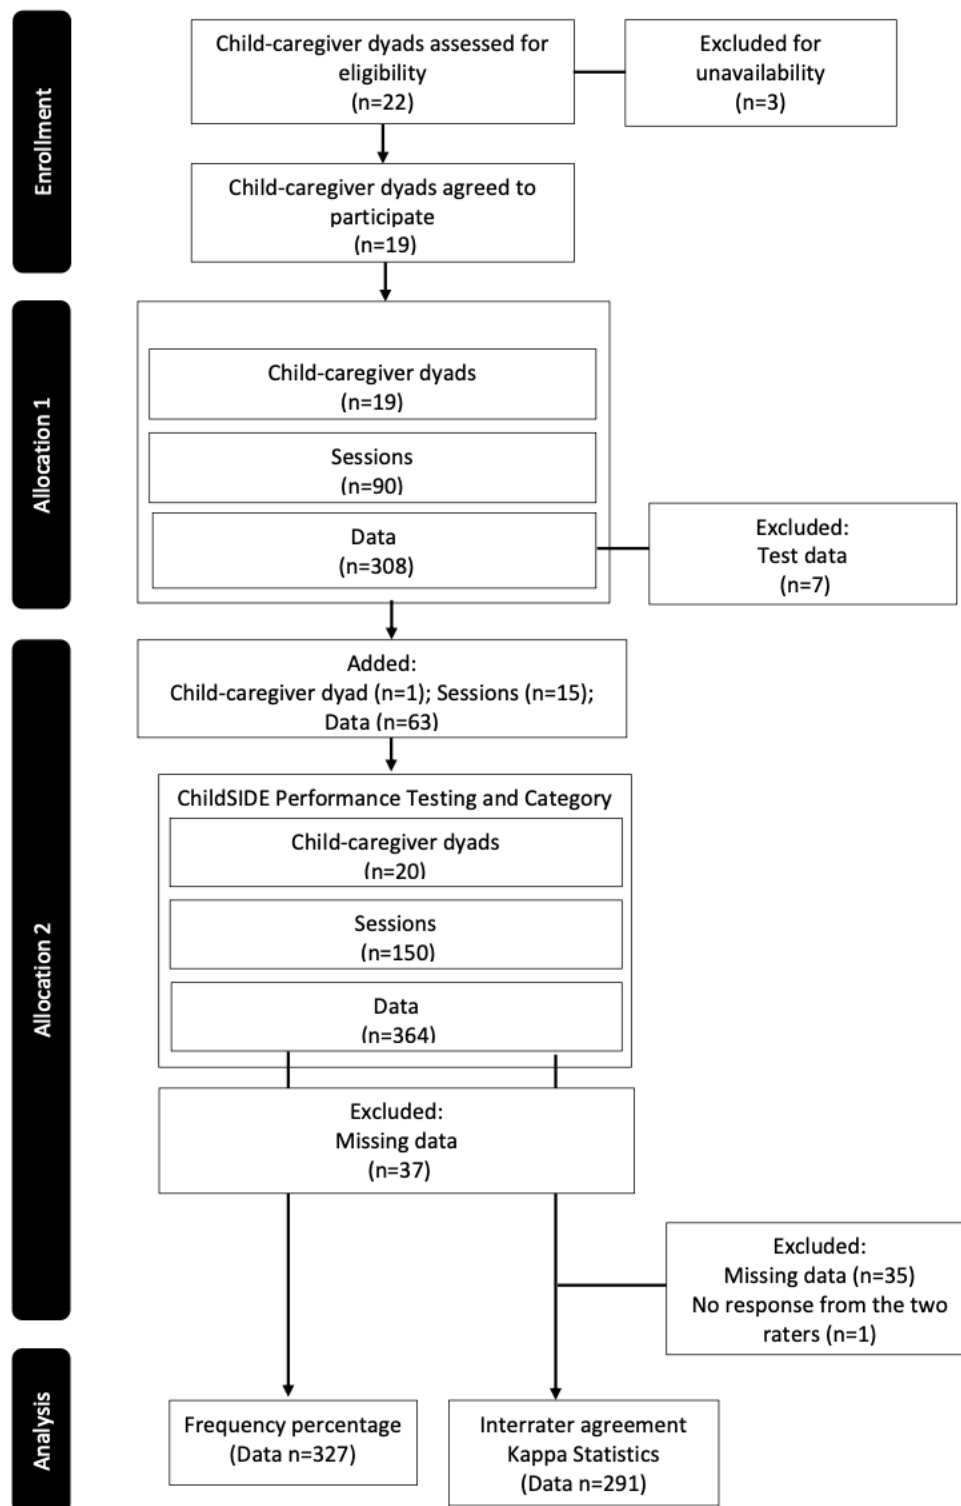 Enrollment
Child-caregiver dyads assessed for
eligibility
(n=22)
Excluded for
unavailability
(n=3)
Child-caregiver dyads agreed to
participate
(n=19)
Allocation 1
Child-caregiver dyads
(n=19)
Sessions
(n=90)
Data
(n=308)
Excluded:
Test data
(n=7)
Allocation 2
Added:
Child-caregiver dyad (n=1); Sessions (n=15);
Data (n=63)
ChildSIDE Performance Testing and Category
Child-caregiver dyads
(n=20)
Sessions
(n=150)
Data
(n=364)
Excluded:
Missing data
(n=37)
Excluded:
Missing data (n=35)
No response from the two
raters (n=1)
Analysis
Frequency percentage
(Data n=327)
Interrater agreement
Kappa Statistics
(Data n=291)